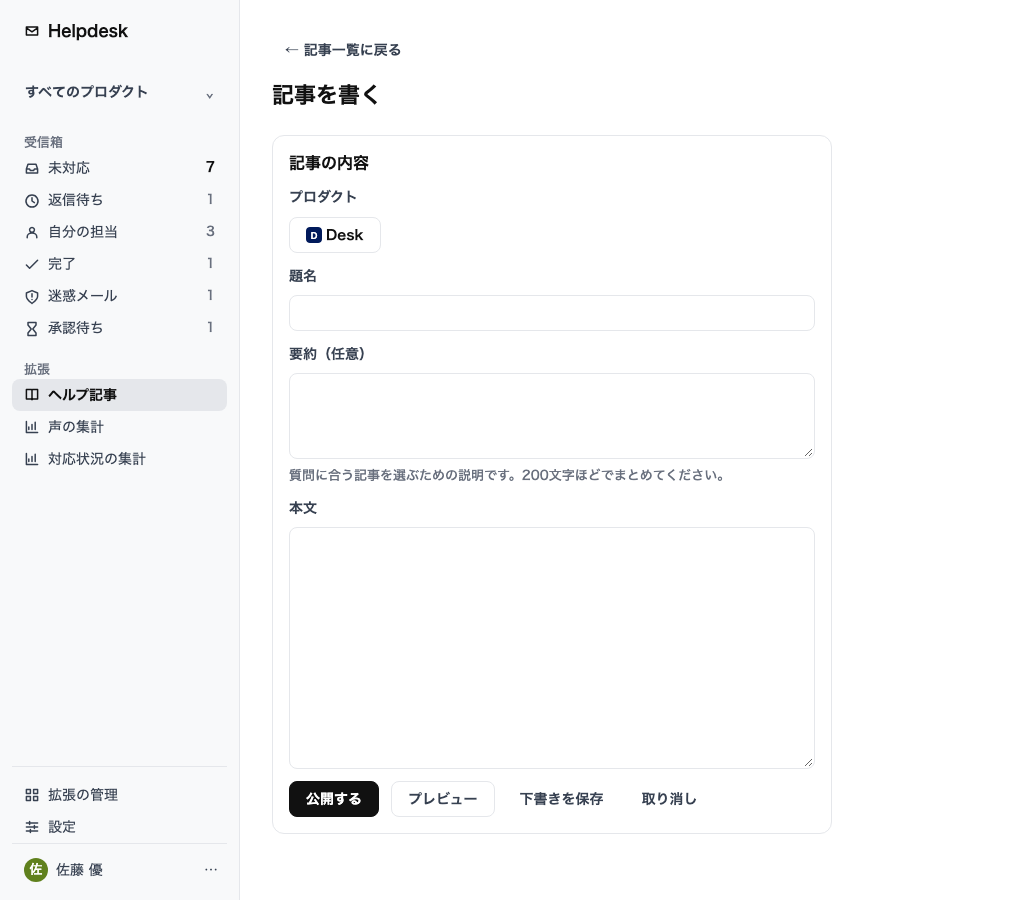 Helpdesk
すべてのプロダクト
受信箱
未対応 7
返信待ち 1
自分の担当 3
完了 1
迷惑メール 1
承認待ち 1
拡張
ヘルプ記事
声の集計
対応状況の集計
拡張の管理
設定
佐 佐藤 優 ...
← 記事一覧に戻る
記事を書く
記事の内容
プロダクト
D Desk
題名
要約（任意）
質問に合う記事を選ぶための説明です。200文字ほどでまとめてください。
本文
公開する プレビュー 下書きを保存 取り消し